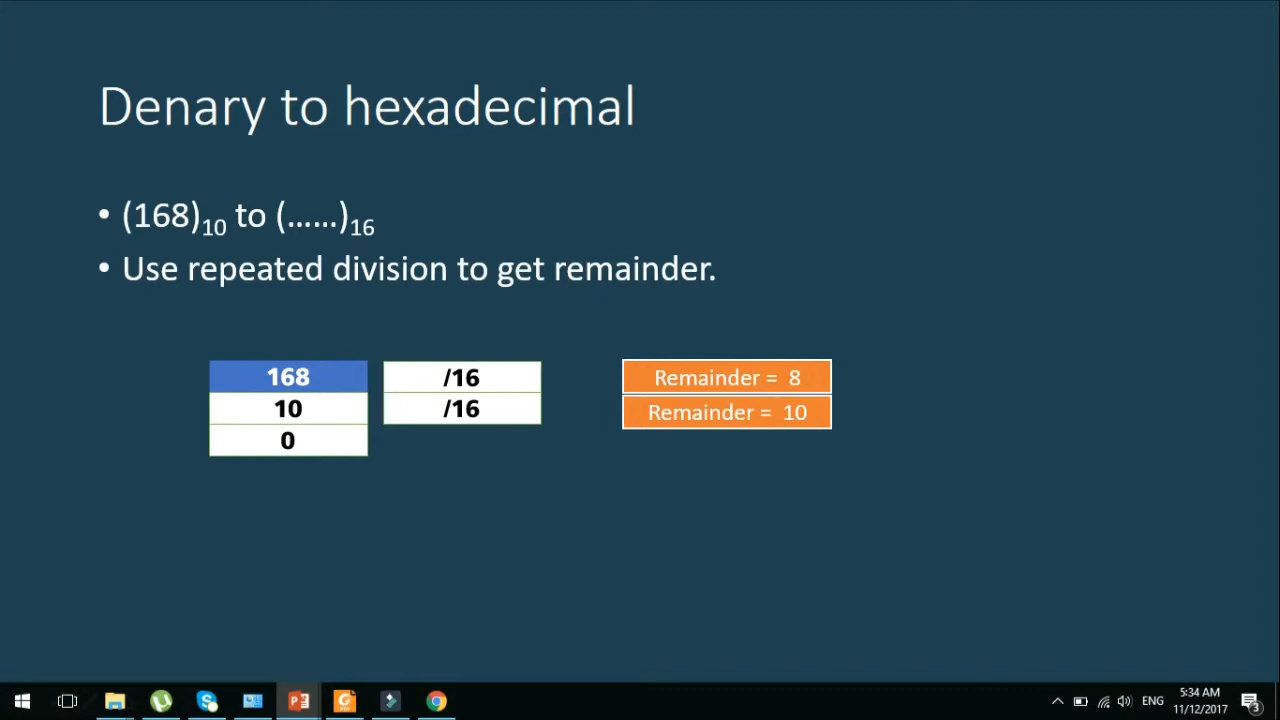 Denary to hexadecimal
• (168)10 to (......)16
• Use repeated division to get remainder.
168 /16 Remainder = 8
10 /16 Remainder = 10
0
ENG
5:34 AM
11/12/2017
3